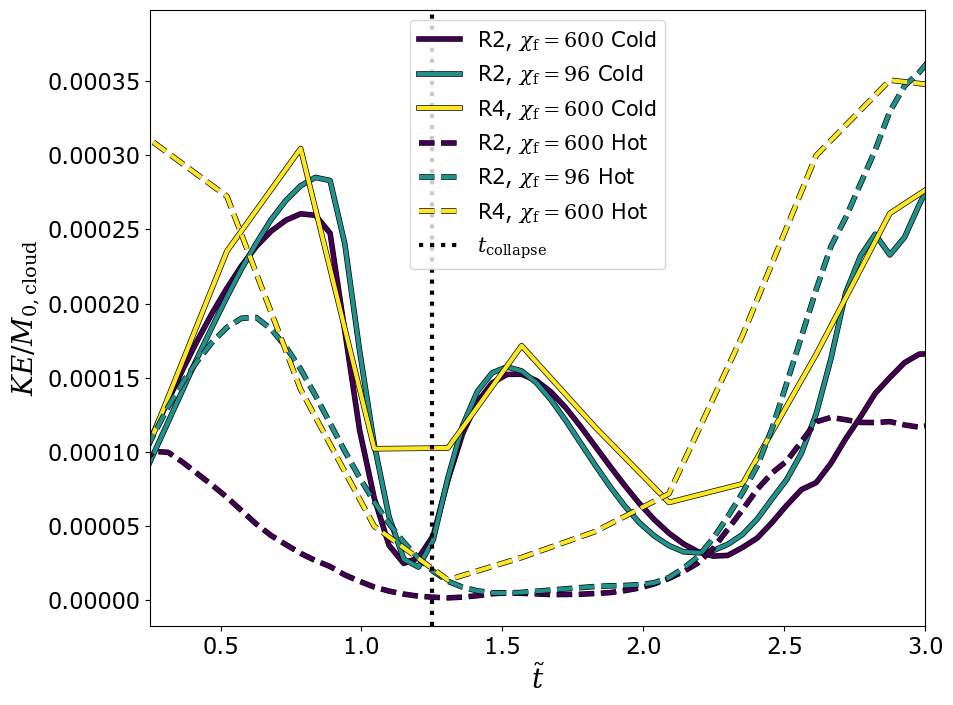 R2, χf = 600 Cold
R2, χf = 96 Cold
R4, χf = 600 Cold
R2, χf = 600 Hot
R2, χf = 96 Hot
R4, χf = 600 Hot
tcollapse
KE/M0, cloud
0.00035
0.00030
0.00025
0.00020
0.00015
0.00010
0.00005
0.00000
0.5 1.0 1.5 2.0 2.5 3.0
t̃